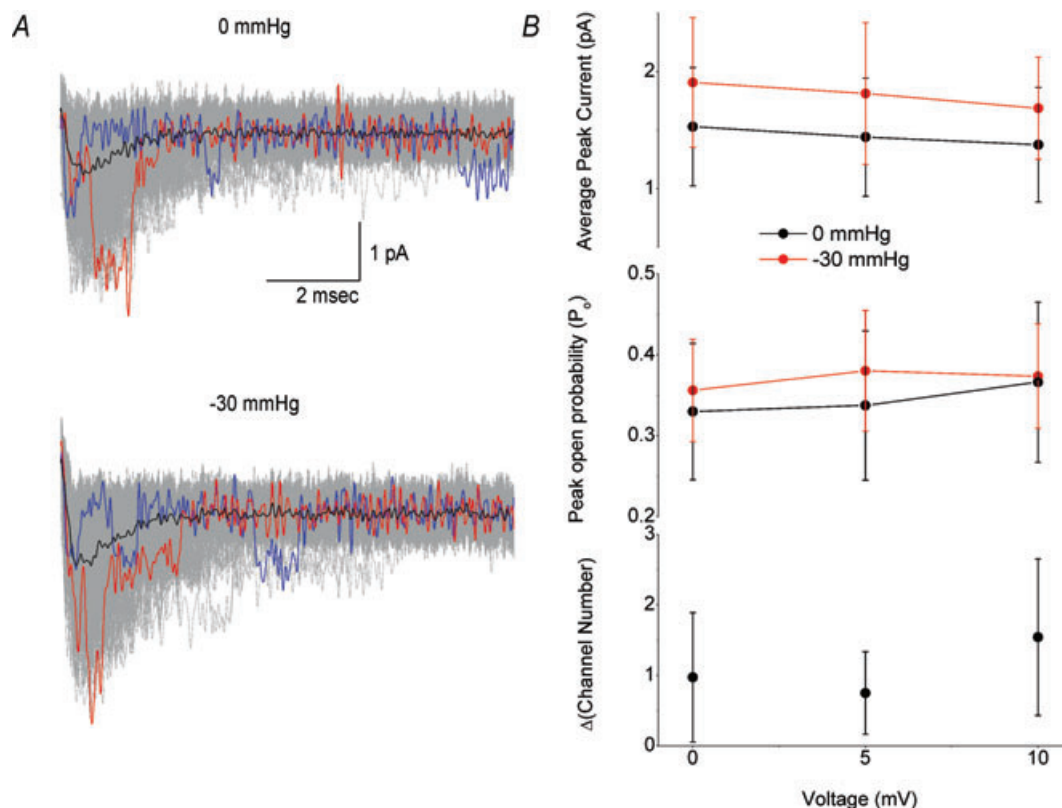 A
0 mmHg
1 pA
2 msec
-30 mmHg
B
Average Peak Current (pA)
2
1
0 mmHg
-30 mmHg
Peak open probability (Po)
0.5
0.4
0.3
0.2
Δ(Channel Number)
3
2
1
0
0
5
10
Voltage (mV)